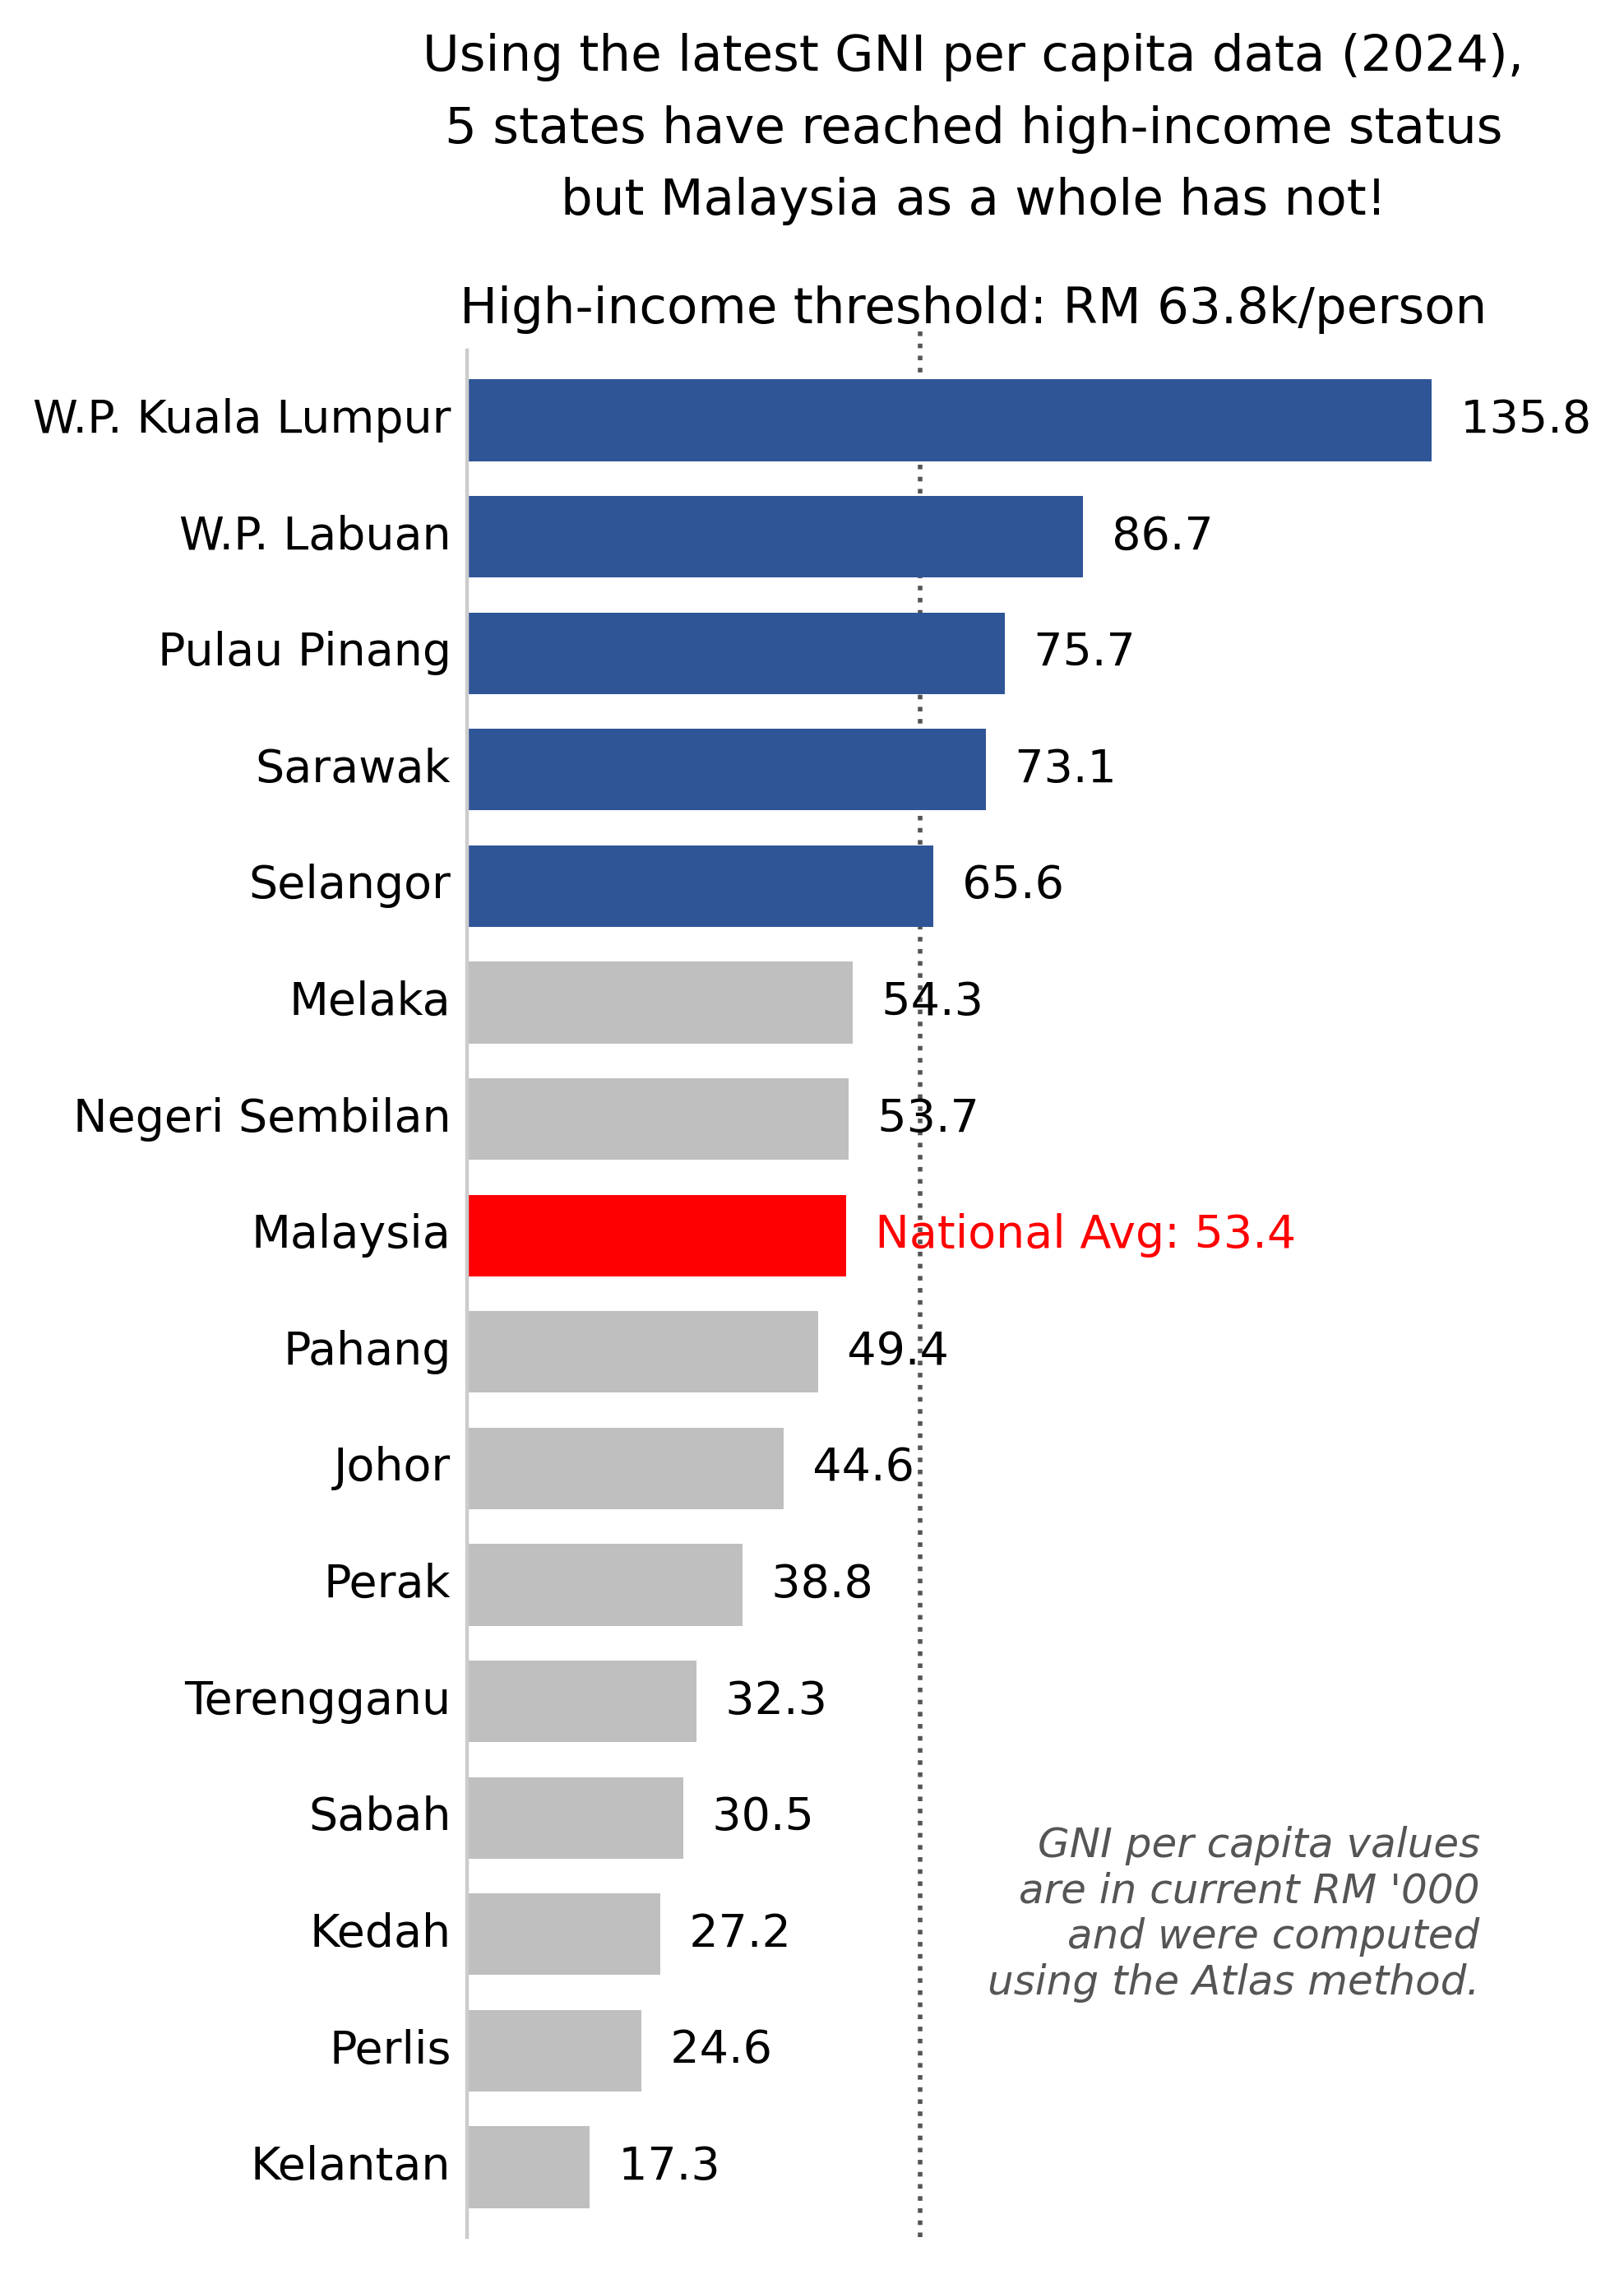 Using the latest GNI per capita data (2024),
5 states have reached high-income status
but Malaysia as a whole has not!
High-income threshold: RM 63.8k/person
W.P. Kuala Lumpur 135.8
W.P. Labuan 86.7
Pulau Pinang 75.7
Sarawak 73.1
Selangor 65.6
Melaka 54.3
Negeri Sembilan 53.7
Malaysia National Avg: 53.4
Pahang 49.4
Johor 44.6
Perak 38.8
Terengganu 32.3
Sabah 30.5
Kedah 27.2
Perlis 24.6
Kelantan 17.3
GNI per capita values
are in current RM '000
and were computed
using the Atlas method.